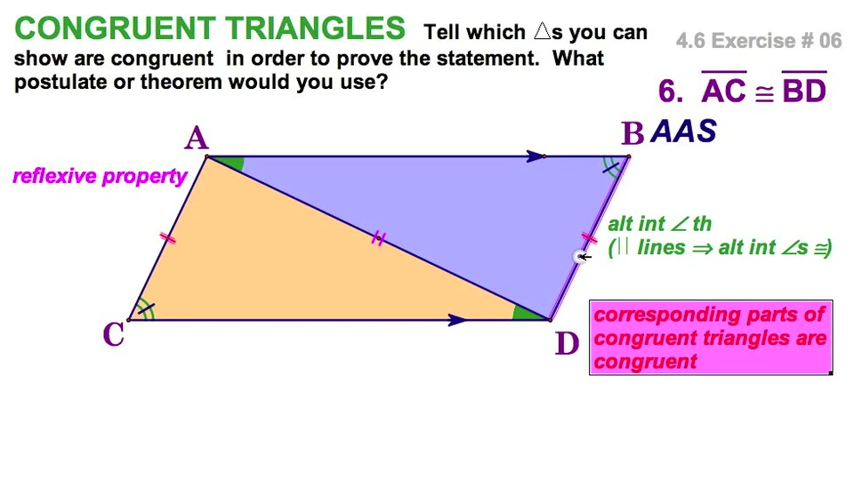 CONGRUENT TRIANGLES Tell which △s you can
show are congruent in order to prove the statement. What
postulate or theorem would you use?
4.6 Exercise # 06
6. A̅C̅ ≅ B̅D̅
A
B AAS
reflexive property
alt int ∠ th
(|| lines ⇒ alt int ∠s ≅)
C
D
corresponding parts of
congruent triangles are
congruent